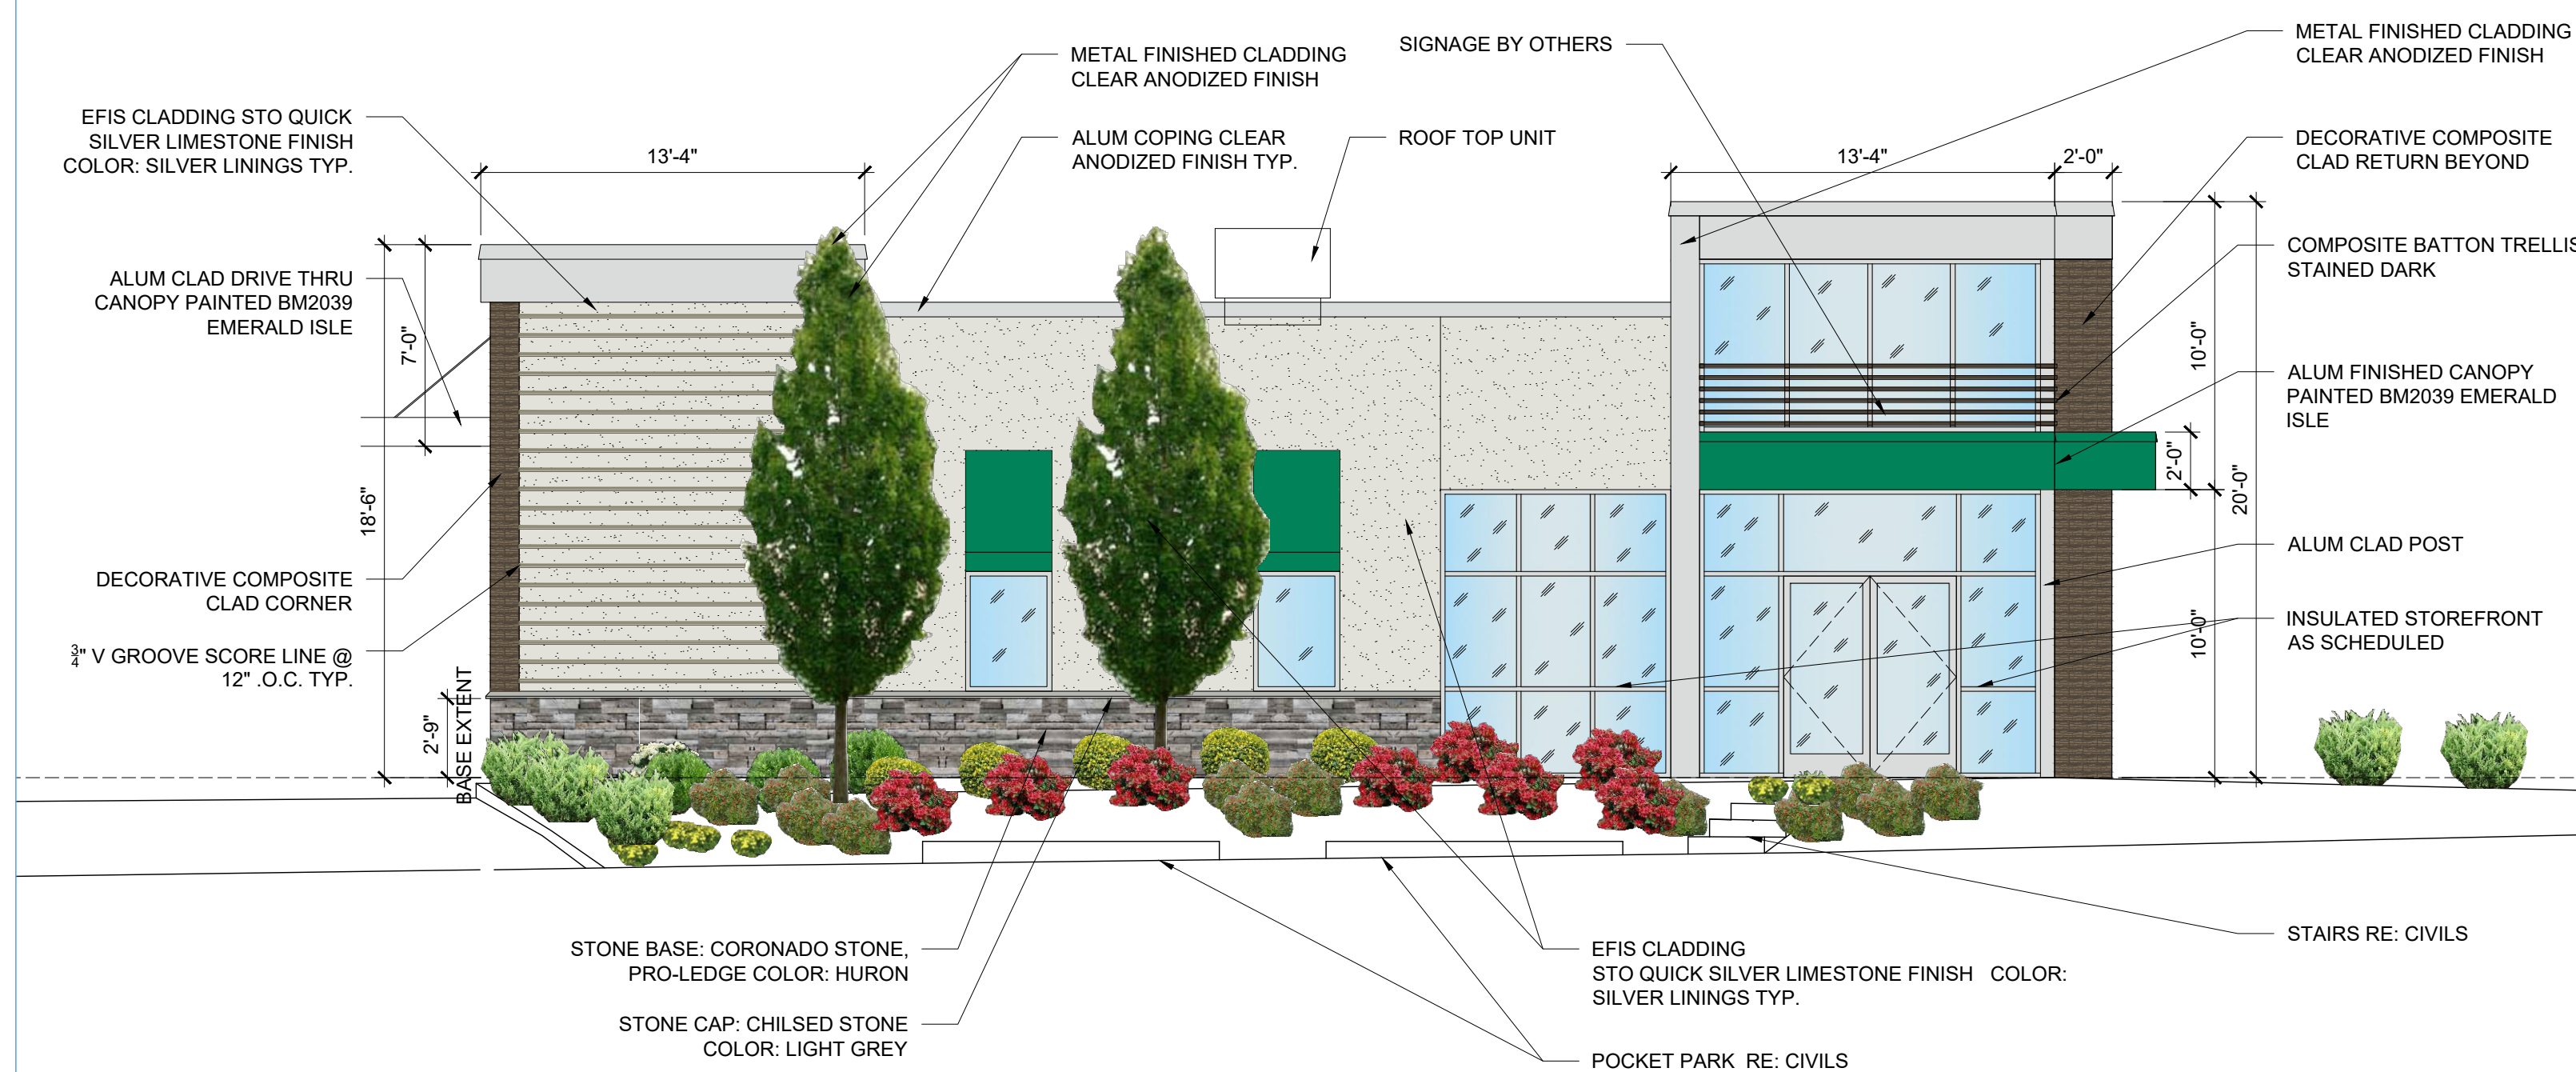 METAL FINISHED CLADDING
CLEAR ANODIZED FINISH
SIGNAGE BY OTHERS
METAL FINISHED CLADDING
CLEAR ANODIZED FINISH
EFIS CLADDING STO QUICK
SILVER LIMESTONE FINISH
COLOR: SILVER LININGS TYP.
ALUM COPING CLEAR
ANODIZED FINISH TYP.
ROOF TOP UNIT
DECORATIVE COMPOSITE
CLAD RETURN BEYOND
13'-4"
13'-4"
2'-0"
ALUM CLAD DRIVE THRU
CANOPY PAINTED BM2039
EMERALD ISLE
COMPOSITE BATTON TRELLIS
STAINED DARK
7'-0"
10'-0"
ALUM FINISHED CANOPY
PAINTED BM2039 EMERALD
ISLE
18'-6"
2'-0"
20'-0"
DECORATIVE COMPOSITE
CLAD CORNER
ALUM CLAD POST
3/4" V GROOVE SCORE LINE @
12" .O.C. TYP.
10'-0"
INSULATED STOREFRONT
AS SCHEDULED
2'-9"
BASE EXTENT
STONE BASE: CORONADO STONE,
PRO-LEDGE COLOR: HURON
EFIS CLADDING
STO QUICK SILVER LIMESTONE FINISH COLOR:
SILVER LININGS TYP.
STAIRS RE: CIVILS
STONE CAP: CHILSED STONE
COLOR: LIGHT GREY
POCKET PARK RE: CIVILS